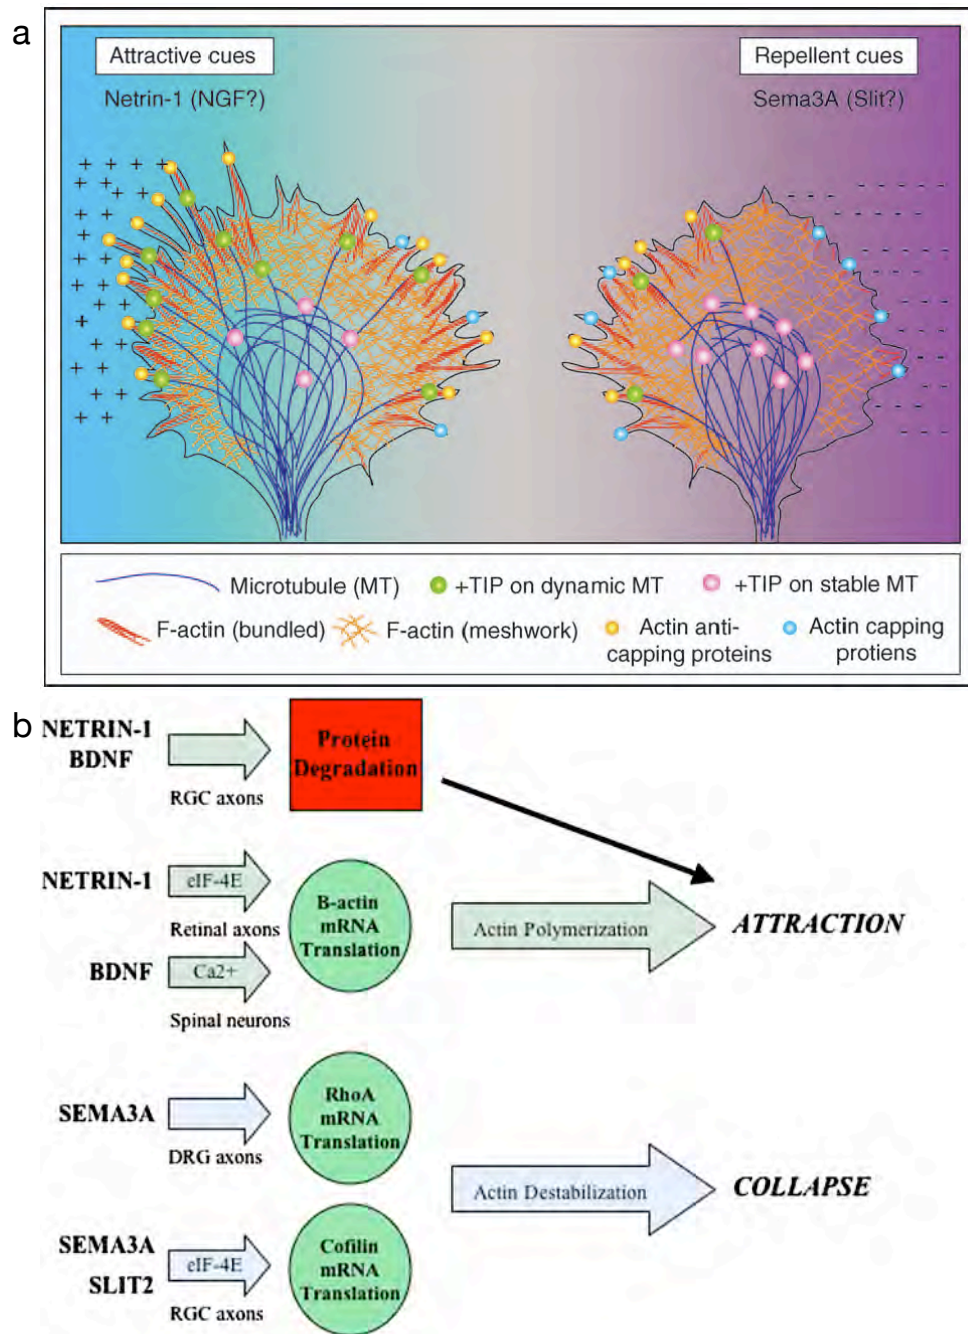 a
Attractive cues
Repellent cues
Netrin-1 (NGF?)
Sema3A (Slit?)
Microtubule (MT)
+TIP on dynamic MT
+TIP on stable MT
F-actin (bundled)
F-actin (meshwork)
Actin anti-
capping proteins
Actin capping
protiens
b
NETRIN-1
BDNF
RGC axons
Protein
Degradation
NETRIN-1
eIF-4E
Retinal axons
BDNF
Ca2+
Spinal neurons
B-actin
mRNA
Translation
Actin Polymerization
ATTRACTION
SEMA3A
DRG axons
RhoA
mRNA
Translation
Actin Destabilization
COLLAPSE
SEMA3A
SLIT2
eIF-4E
RGC axons
Cofilin
mRNA
Translation